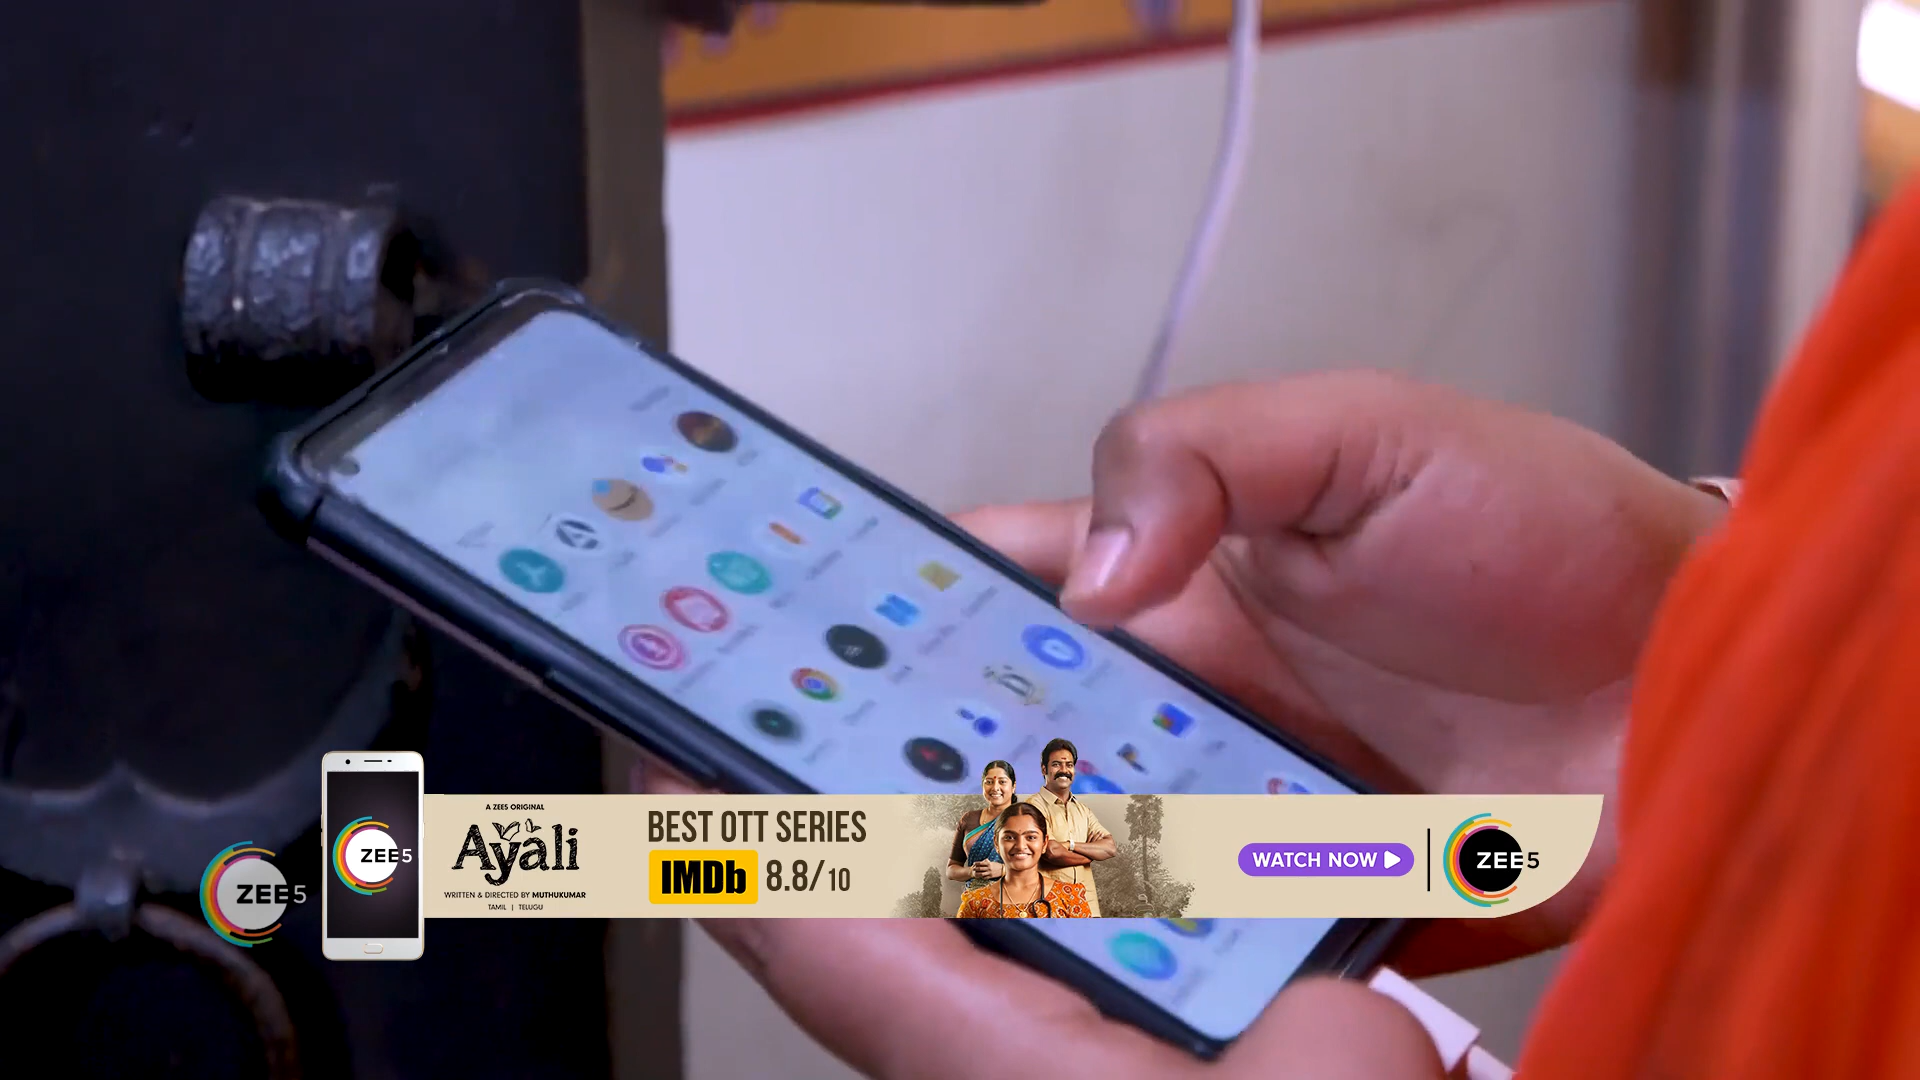 ZEE5
ZEE5
A ZEE5 ORIGINAL
Ayali
WRITTEN & DIRECTED BY MUTHUKUMAR
TAMIL | TELUGU
BEST OTT SERIES
IMDb 8.8/10
WATCH NOW
ZEE5